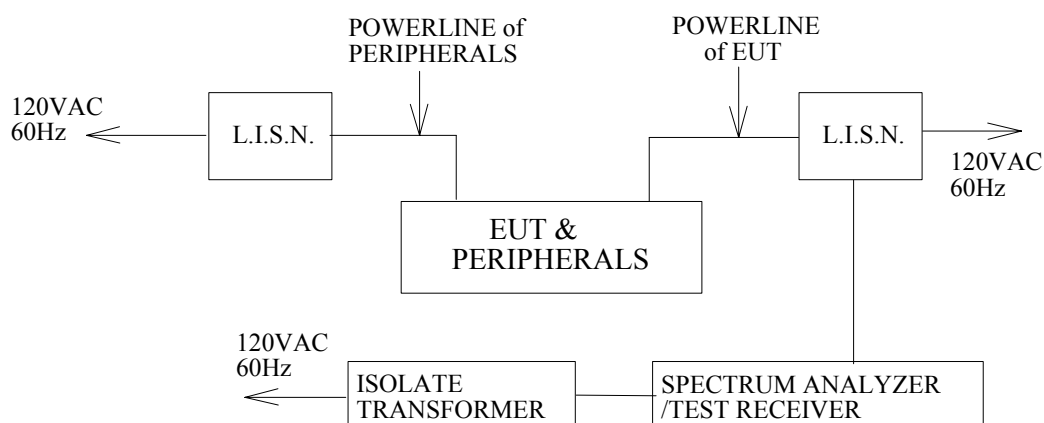 POWERLINE of
PERIPHERALS
POWERLINE
of EUT
120VAC
60Hz
L.I.S.N.
L.I.S.N.
120VAC
60Hz
EUT &
PERIPHERALS
120VAC
60Hz
ISOLATE
TRANSFORMER
SPECTRUM ANALYZER
/TEST RECEIVER